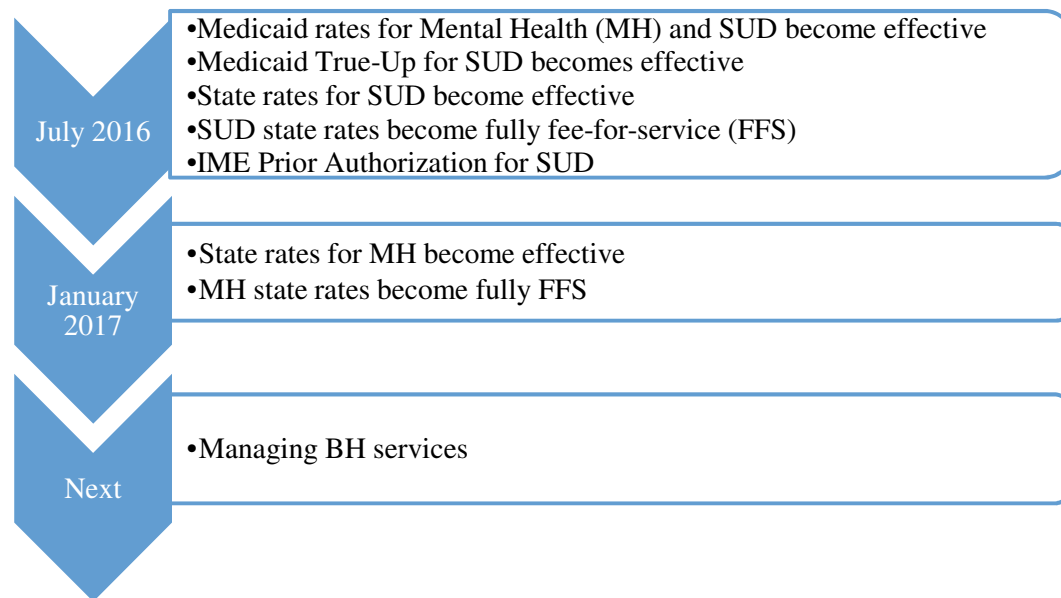 July 2016
•Medicaid rates for Mental Health (MH) and SUD become effective
•Medicaid True-Up for SUD becomes effective
•State rates for SUD become effective
•SUD state rates become fully fee-for-service (FFS)
•IME Prior Authorization for SUD
January
2017
•State rates for MH become effective
•MH state rates become fully FFS
Next
•Managing BH services